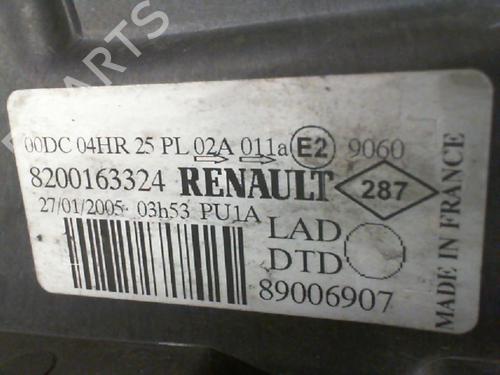 00DC 04HR 25 PL 02A 011a E2 9060
8200163324 RENAULT 287
27/01/2005- 03h53 PU1A
LAD
DTD
89006907
MADE IN FRANCE
B-PARTS